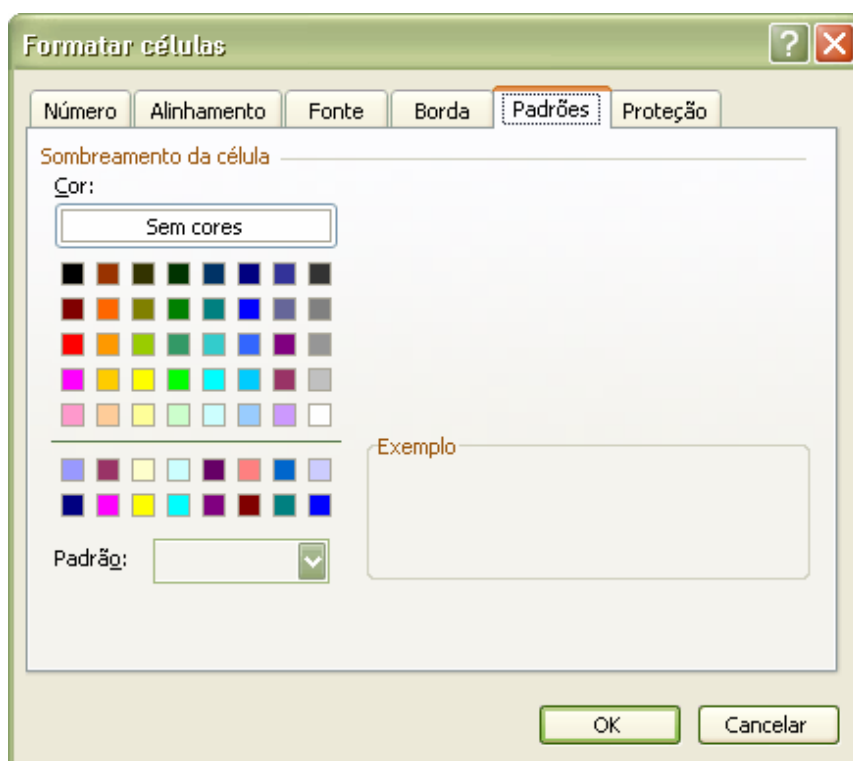 Formatar células
Número Alinhamento Fonte Borda Padrões Proteção
Sombreamento da célula
Cor:
Sem cores
Exemplo
Padrão:
OK Cancelar